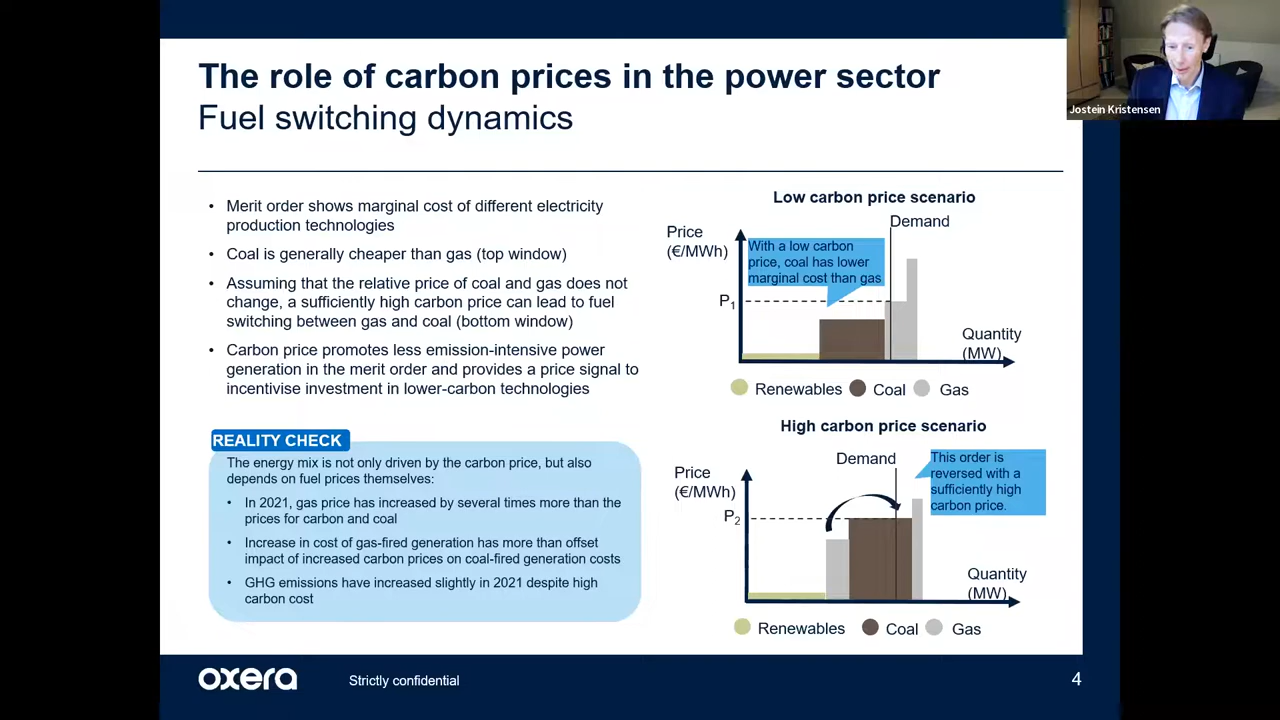 The role of carbon prices in the power sector
Fuel switching dynamics
Jostein Kristensen
• Merit order shows marginal cost of different electricity
production technologies
• Coal is generally cheaper than gas (top window)
• Assuming that the relative price of coal and gas does not
change, a sufficiently high carbon price can lead to fuel
switching between gas and coal (bottom window)
• Carbon price promotes less emission-intensive power
generation in the merit order and provides a price signal to
incentivise investment in lower-carbon technologies
REALITY CHECK
The energy mix is not only driven by the carbon price, but also
depends on fuel prices themselves:
• In 2021, gas price has increased by several times more than the
prices for carbon and coal
• Increase in cost of gas-fired generation has more than offset
impact of increased carbon prices on coal-fired generation costs
• GHG emissions have increased slightly in 2021 despite high
carbon cost
Low carbon price scenario
Demand
Price
(€/MWh)
With a low carbon
price, coal has lower
marginal cost than gas
P1
Quantity
(MW)
Renewables Coal Gas
High carbon price scenario
Demand
Price
(€/MWh)
This order is
reversed with a
sufficiently high
carbon price.
P2
Quantity
(MW)
Renewables Coal Gas
oxera
Strictly confidential
4